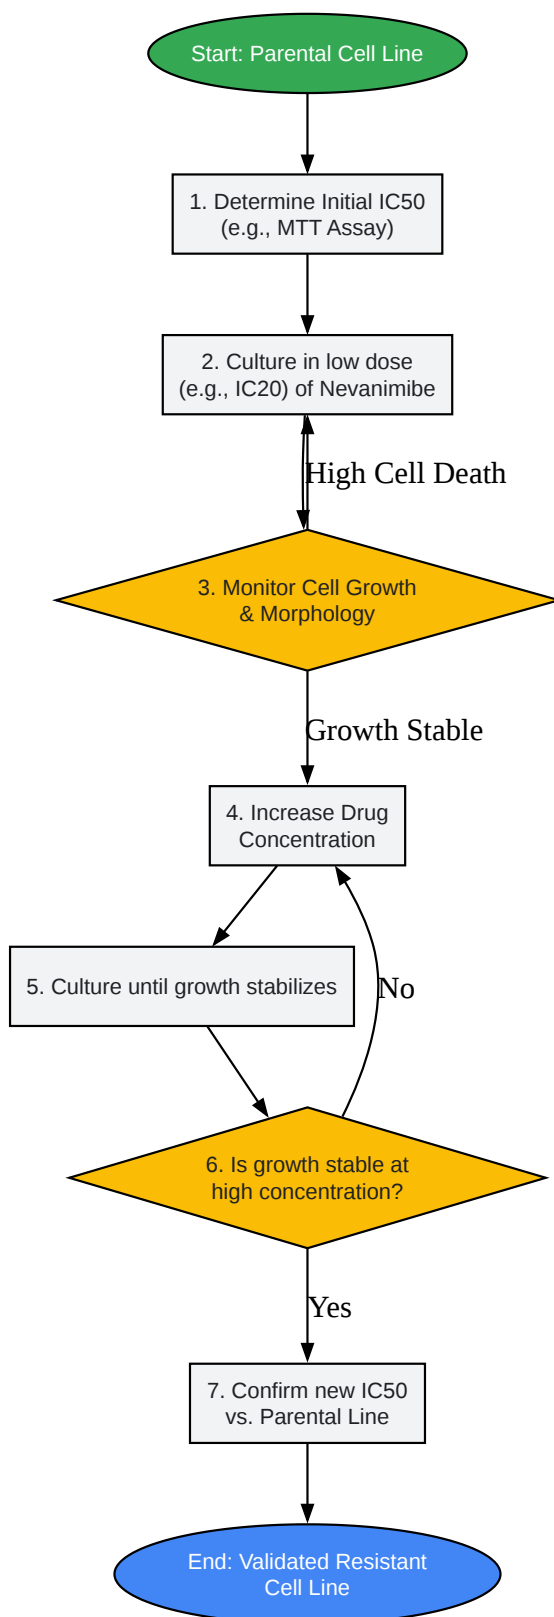 Start: Parental Cell Line
1. Determine Initial IC50
(e.g., MTT Assay)
2. Culture in low dose
(e.g., IC20) of Nevanimibe
High Cell Death
3. Monitor Cell Growth
& Morphology
Growth Stable
4. Increase Drug
Concentration
5. Culture until growth stabilizes
No
6. Is growth stable at
high concentration?
Yes
7. Confirm new IC50
vs. Parental Line
End: Validated Resistant
Cell Line